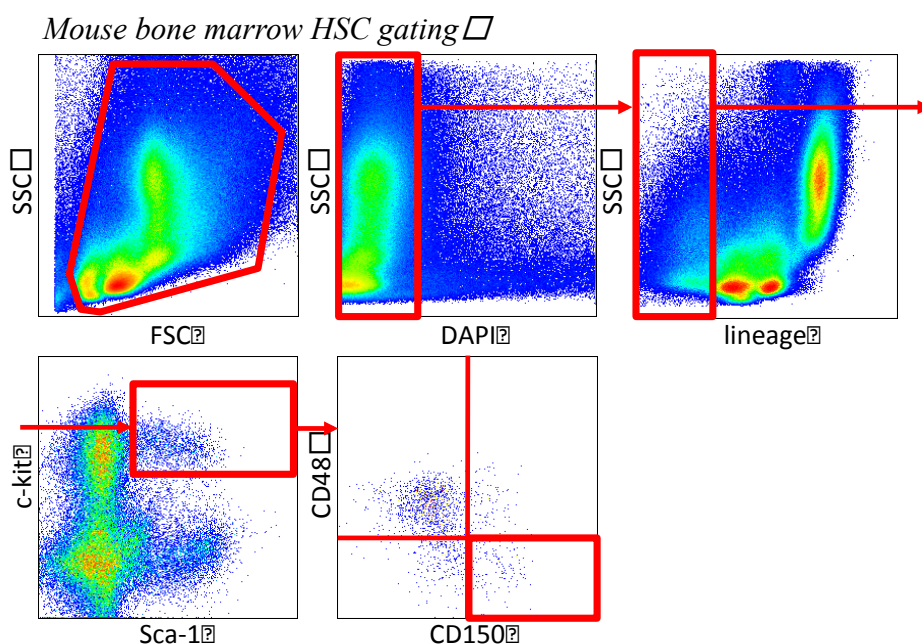 Mouse bone marrow HSC gating□
SSC□
FSC⍰
SSC□
DAPI⍰
SSC□
lineage⍰
c-kit⍰
Sca-1⍰
CD48□
CD150⍰